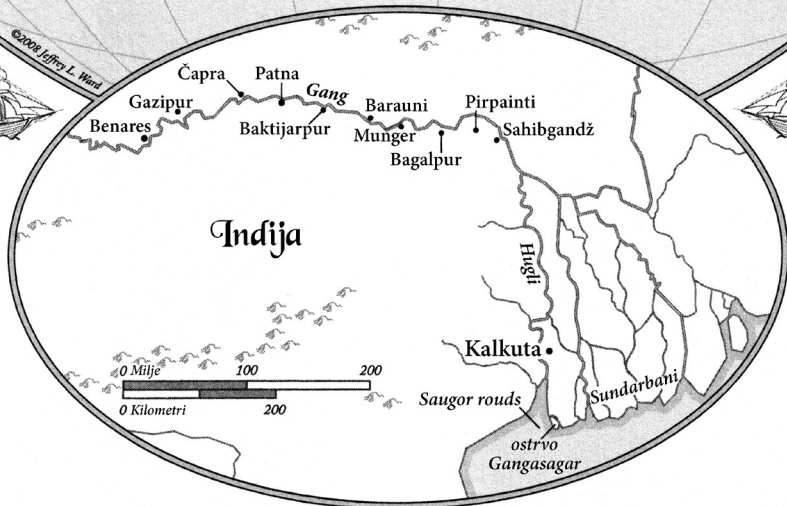 ©2008 Jeffrey L. Ward
Čapra
Patna
Gang
Gazipur
Barauni
Pirpainti
Benares
Baktijarpur
Munger
Sahibgandž
Bagalpur
Indija
Hugli
Kalkuta
0 Milje 100 200
0 Kilometri 200
Saugor rouds
Sundarbani
ostrvo
Gangasagar